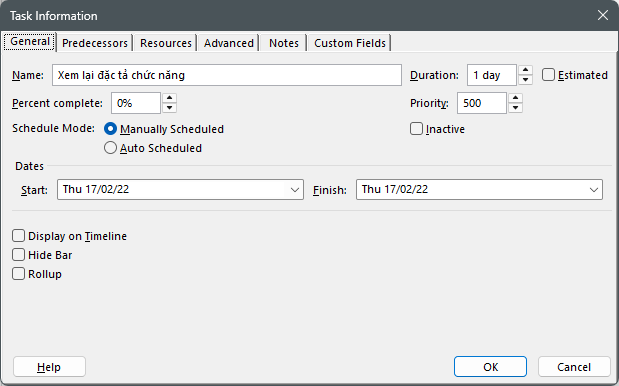 Task Information
General Predecessors Resources Advanced Notes Custom Fields
Name: Xem lại đặc tả chức năng Duration: 1 day Estimated
Percent complete: 0% Priority: 500
Schedule Mode: Manually Scheduled Inactive
Auto Scheduled
Dates
Start: Thu 17/02/22 Finish: Thu 17/02/22
Display on Timeline
Hide Bar
Rollup
Help OK Cancel